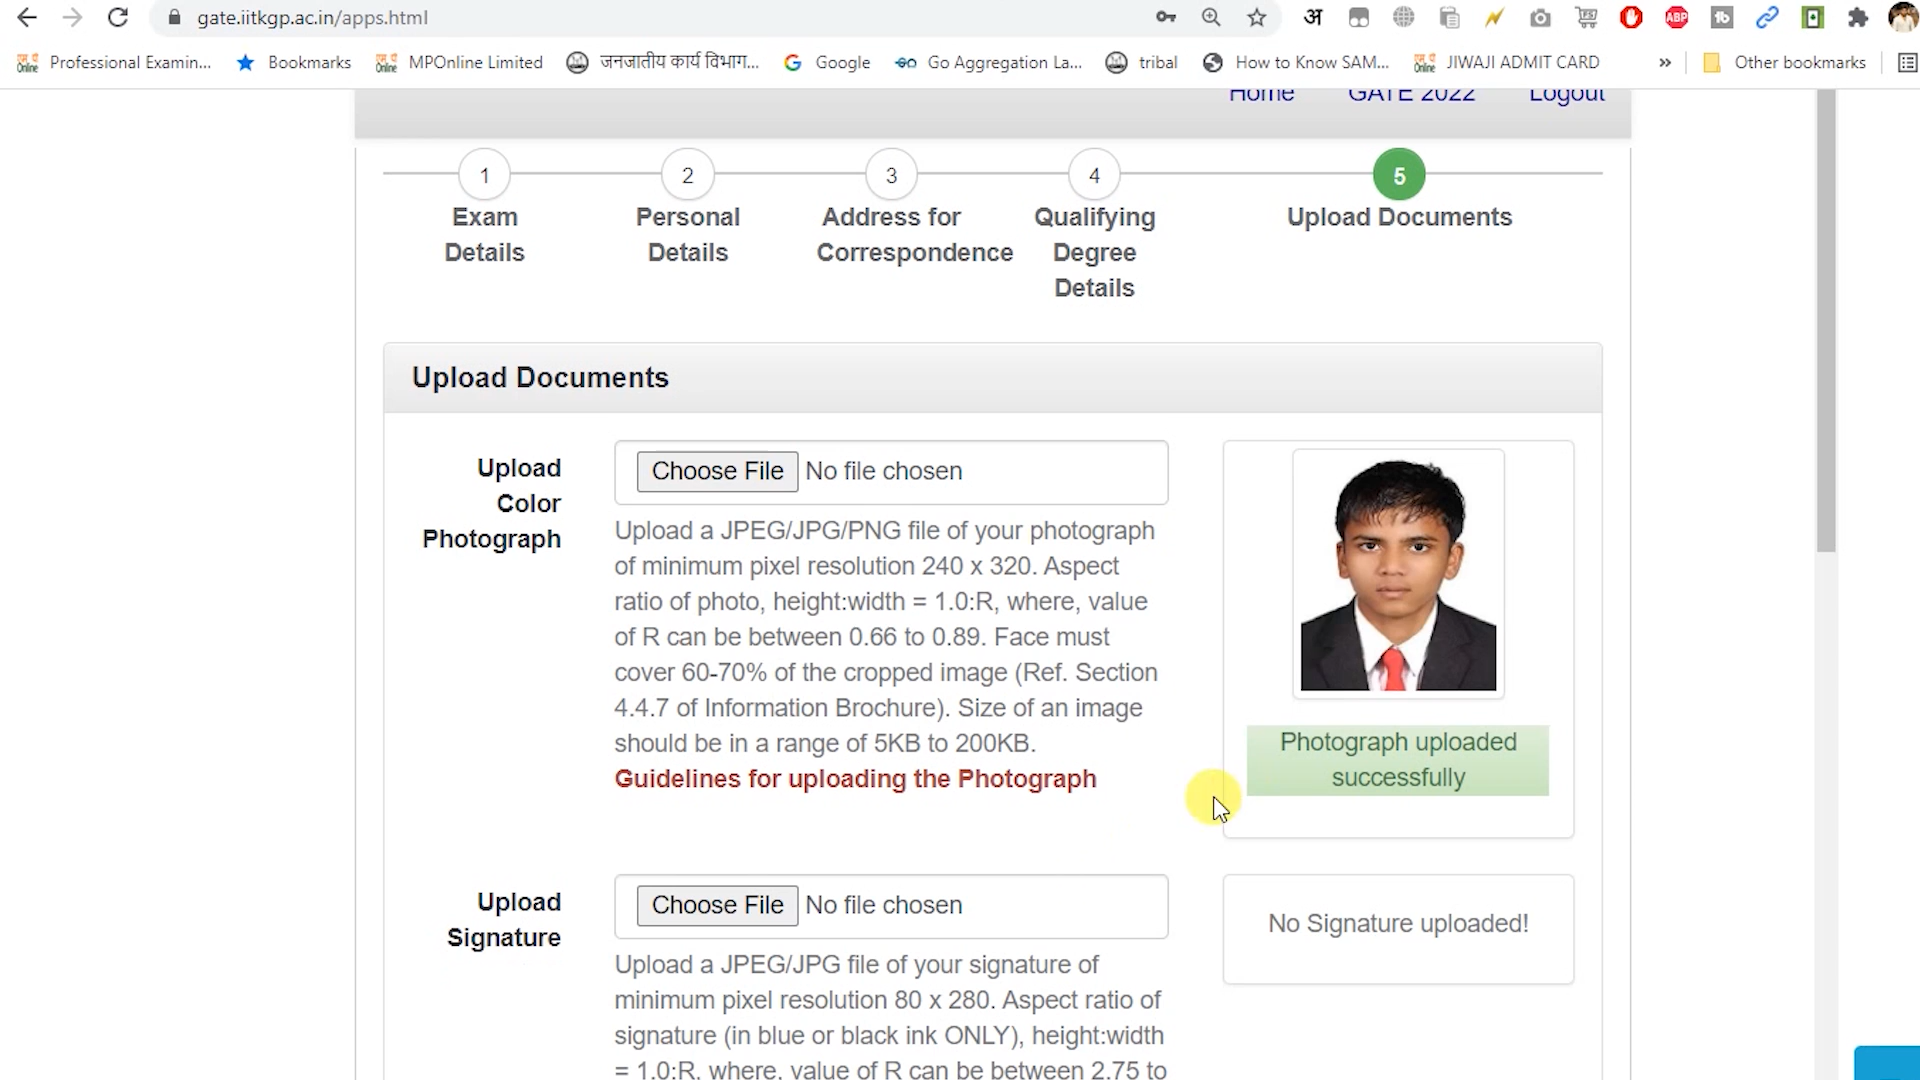 gate.iitkgp.ac.in/apps.html
Professional Examin... Bookmarks MPOnline Limited जनजातीय कार्य विभाग... Google Go Aggregation La... tribal How to Know SAM... JIWAJI ADMIT CARD » Other bookmarks
Home GATE 2022 Logout
1 2 3 4 5
Exam Details
Personal Details
Address for Correspondence
Qualifying Degree Details
Upload Documents
Upload Documents
Upload Color Photograph
Choose File No file chosen
Upload a JPEG/JPG/PNG file of your photograph
of minimum pixel resolution 240 x 320. Aspect
ratio of photo, height:width = 1.0:R, where, value
of R can be between 0.66 to 0.89. Face must
cover 60-70% of the cropped image (Ref. Section
4.4.7 of Information Brochure). Size of an image
should be in a range of 5KB to 200KB.
Guidelines for uploading the Photograph
Photograph uploaded
successfully
Upload Signature
Choose File No file chosen
No Signature uploaded!
Upload a JPEG/JPG file of your signature of
minimum pixel resolution 80 x 280. Aspect ratio of
signature (in blue or black ink ONLY), height:width
= 1.0:R, where, value of R can be between 2.75 to